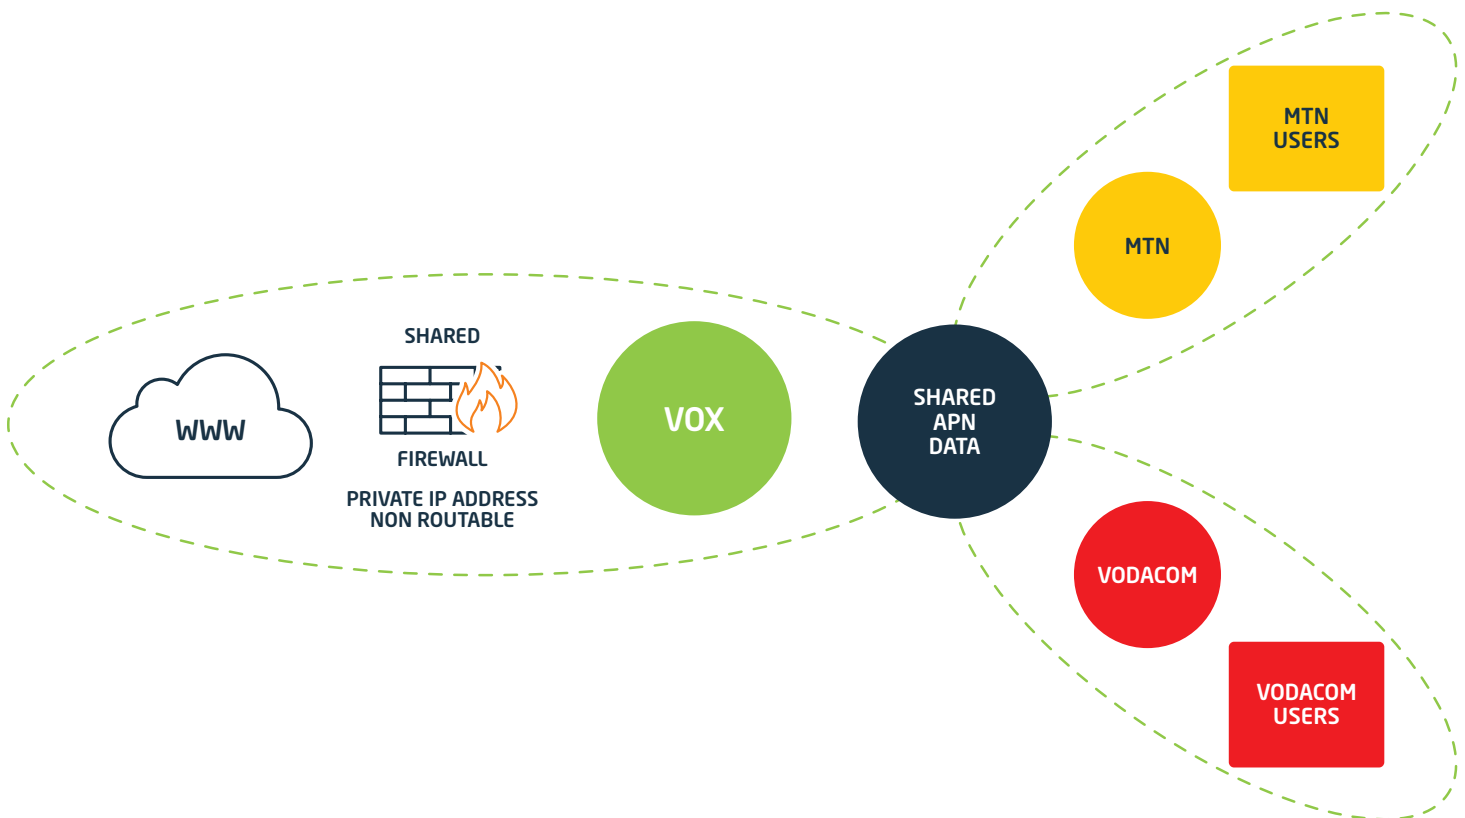 WWW
SHARED
FIREWALL
PRIVATE IP ADDRESS
NON ROUTABLE
VOX
SHARED
APN
DATA
MTN
MTN
USERS
VODACOM
VODACOM
USERS